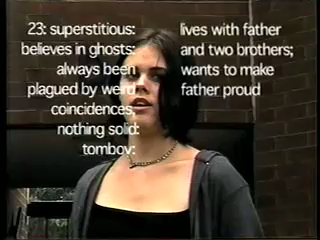 23: superstitious:
believes in ghosts:
always been
plagued by weird
coincidences,
nothing solid:
tomboy:
lives with father
and two brothers;
wants to make
father proud